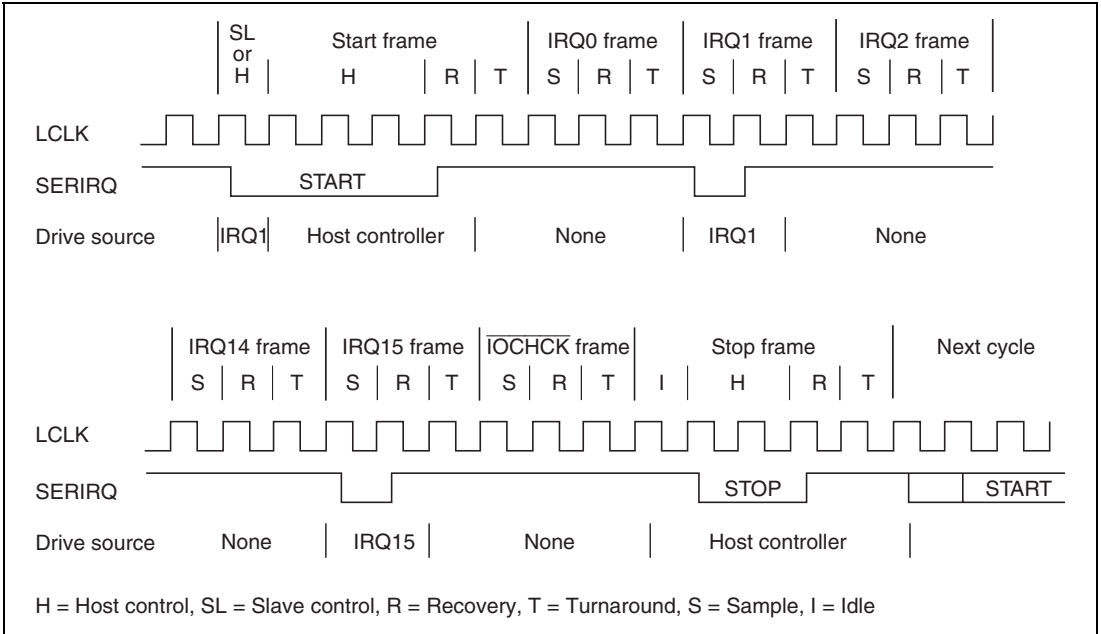 SL
or
H
Start frame
IRQ0 frame
IRQ1 frame
IRQ2 frame
H R T S R T S R T S R T
LCLK
SERIRQ
START
Drive source
IRQ1
Host controller
None
IRQ1
None
IRQ14 frame
IRQ15 frame
IOCHCK frame
Stop frame
Next cycle
S R T S R T S R T I H R T
LCLK
SERIRQ
STOP
START
Drive source
None
IRQ15
None
Host controller
H = Host control, SL = Slave control, R = Recovery, T = Turnaround, S = Sample, I = Idle